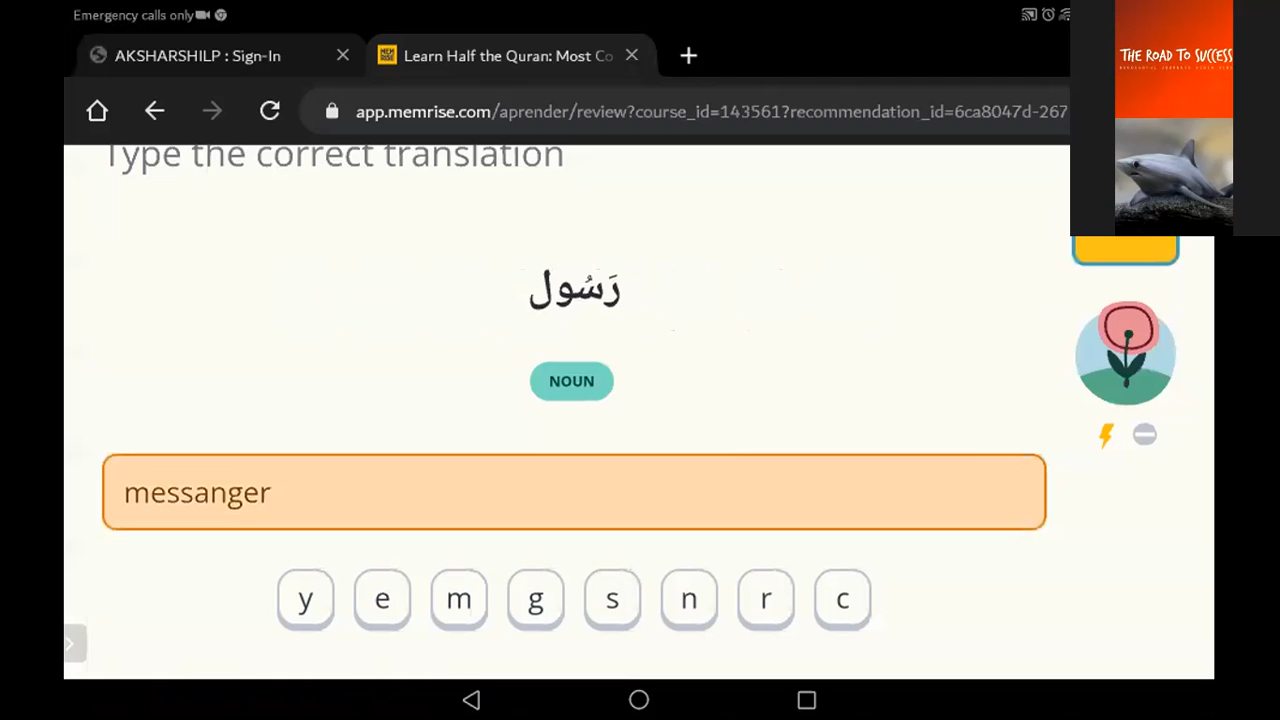 Emergency calls only
AKSHARSHILP : Sign-In
Learn Half the Quran: Most Co
THE ROAD TO SUCCESS
app.memrise.com/aprender/review?course_id=143561?recommendation_id=6ca8047d-267
Type the correct translation
رَسُول
NOUN
messanger
y e m g s n r c